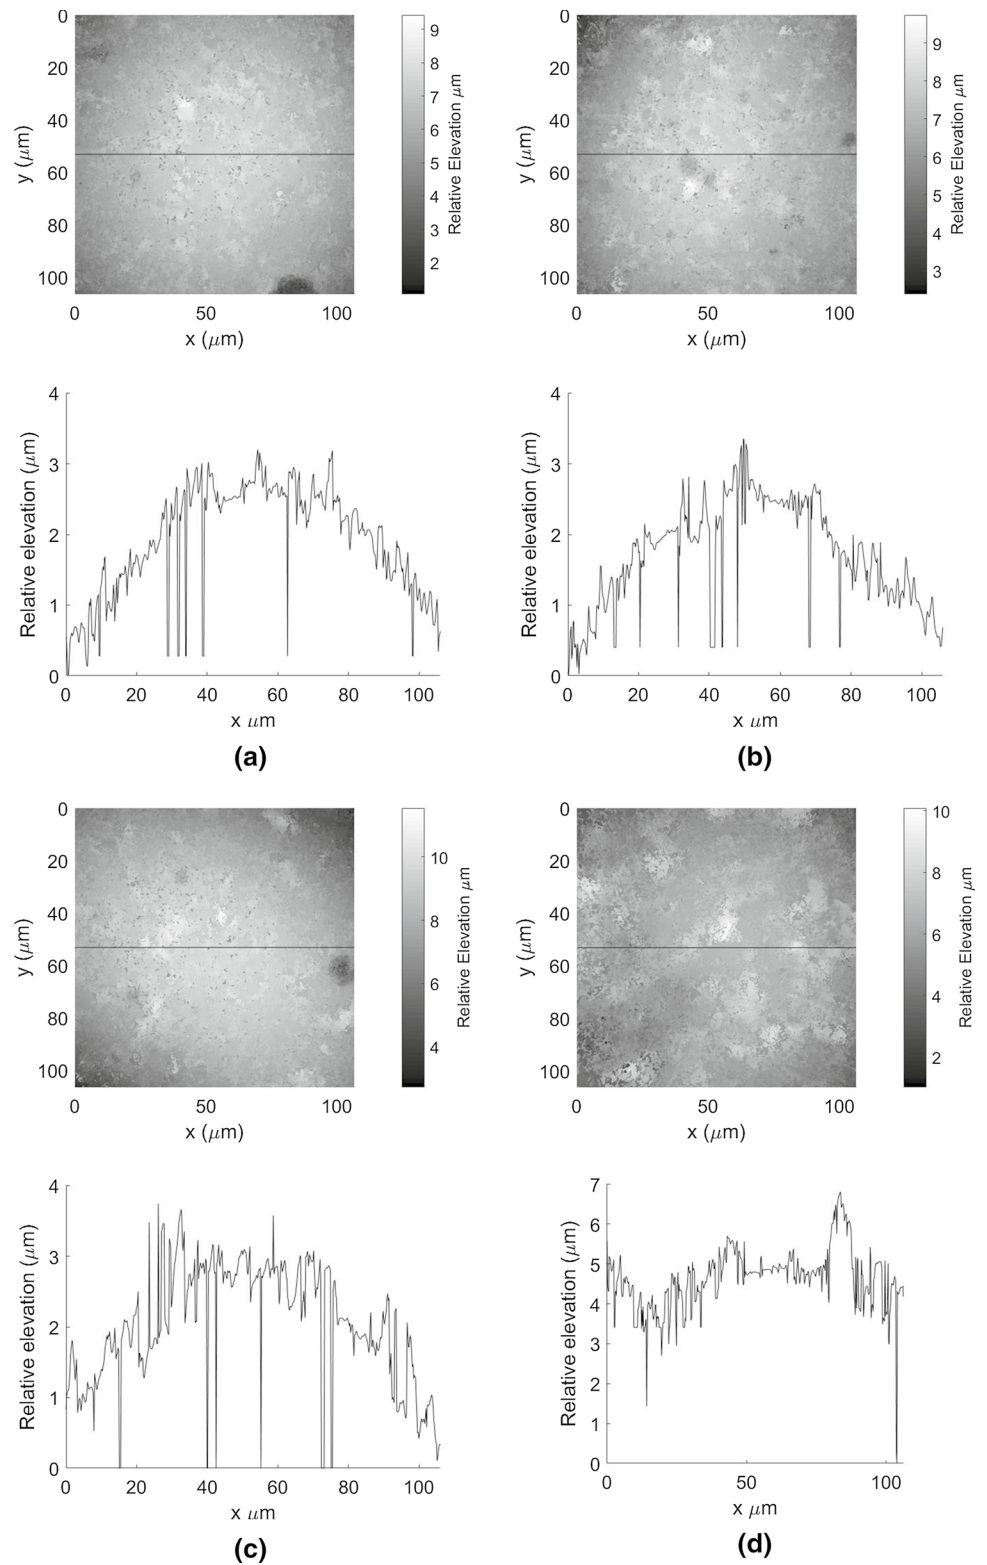 0
20
40
60
80
100
y (μm)
0 50 100
x (μm)
9
8
7
6
5
4
3
2
Relative Elevation μm
0
20
40
60
80
100
y (μm)
0 50 100
x (μm)
9
8
7
6
5
4
3
Relative Elevation μm
4
3
2
1
0
Relative elevation (μm)
0 20 40 60 80 100
x μm
(a)
4
3
2
1
0
Relative elevation (μm)
0 20 40 60 80 100
x μm
(b)
0
20
40
60
80
100
y (μm)
0 50 100
x (μm)
10
8
6
4
Relative Elevation μm
0
20
40
60
80
100
y (μm)
0 50 100
x (μm)
10
8
6
4
2
Relative Elevation μm
4
3
2
1
0
Relative elevation (μm)
0 20 40 60 80 100
x μm
(c)
7
6
5
4
3
2
1
0
Relative elevation (μm)
0 50 100
x μm
(d)